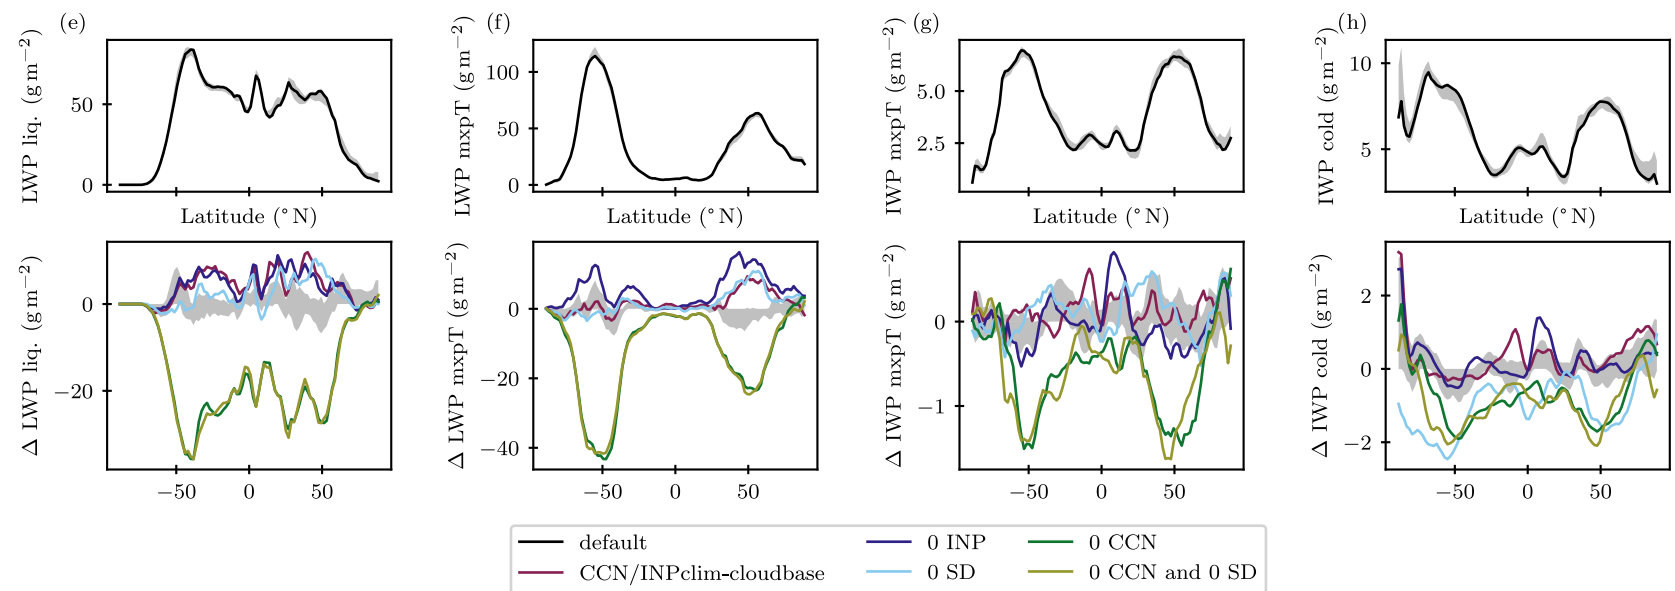 (e)
LWP liq. (g m⁻²)
50
0
Latitude (° N)
(f)
LWP mxpT (g m⁻²)
100
50
0
Latitude (° N)
(g)
IWP mxpT (g m⁻²)
5.0
2.5
Latitude (° N)
(h)
IWP cold (g m⁻²)
10
5
Latitude (° N)
Δ LWP liq. (g m⁻²)
0
−20
−50 0 50
Δ LWP mxpT (g m⁻²)
0
−20
−40
−50 0 50
Δ IWP mxpT (g m⁻²)
0
−1
−50 0 50
Δ IWP cold (g m⁻²)
2
0
−2
−50 0 50
default
CCN/INPclim-cloudbase
0 INP
0 SD
0 CCN
0 CCN and 0 SD